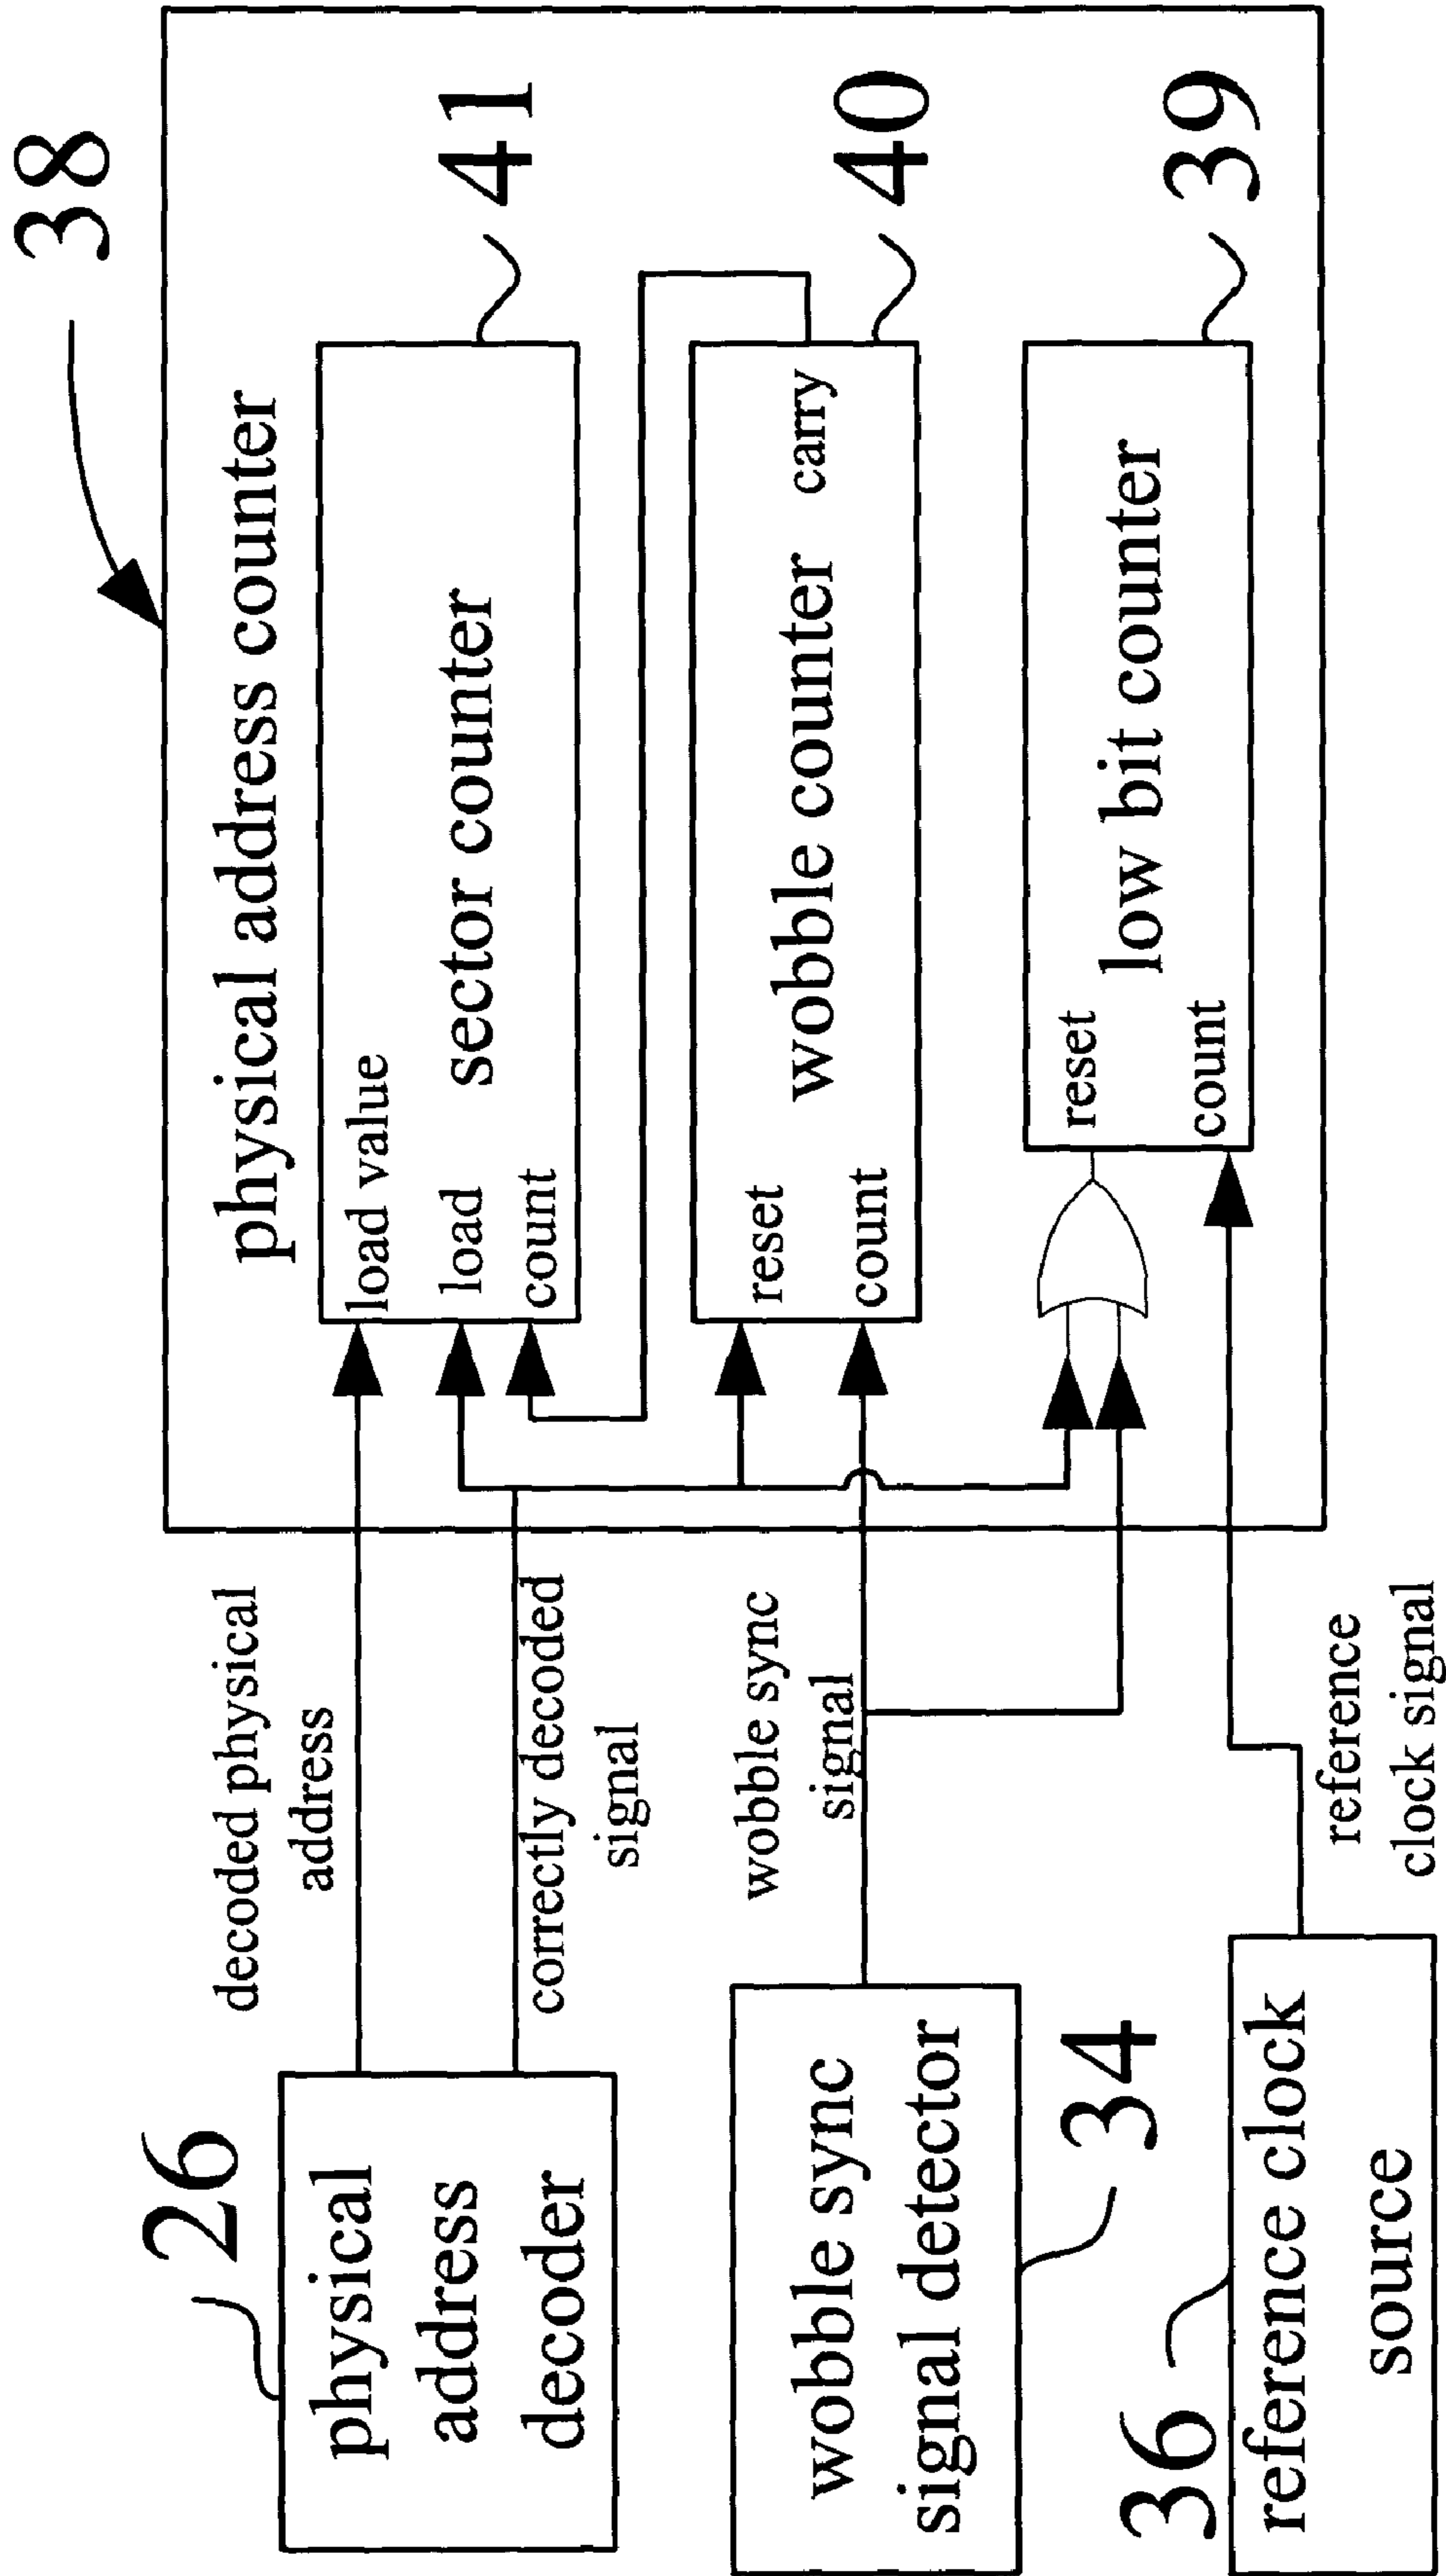 38
physical address counter
26
physical
address
decoder
decoded physical
address
correctly decoded
signal
load value
load
count
sector counter
41
wobble sync
signal detector
34
wobble sync
signal
reset
count
wobble counter
carry
40
36
reference clock
source
reference
clock signal
reset
count
low bit counter
39